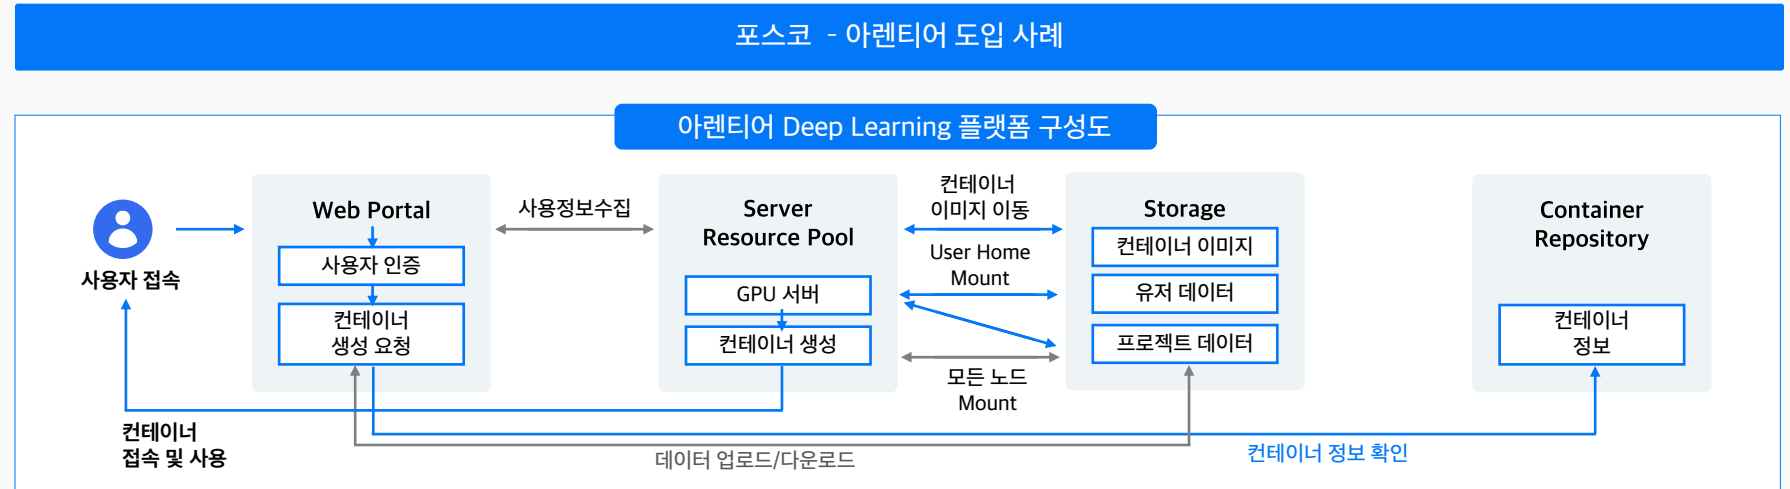 포스코 - 아렌티어 도입 사례
아렌티어 Deep Learning 플랫폼 구성도
사용자 접속
Web Portal
사용자 인증
컨테이너
생성 요청
사용정보수집
Server
Resource Pool
GPU 서버
컨테이너 생성
컨테이너
이미지 이동
User Home
Mount
모든 노드
Mount
Storage
컨테이너 이미지
유저 데이터
프로젝트 데이터
Container
Repository
컨테이너
정보
컨테이너
접속 및 사용
데이터 업로드/다운로드
컨테이너 정보 확인